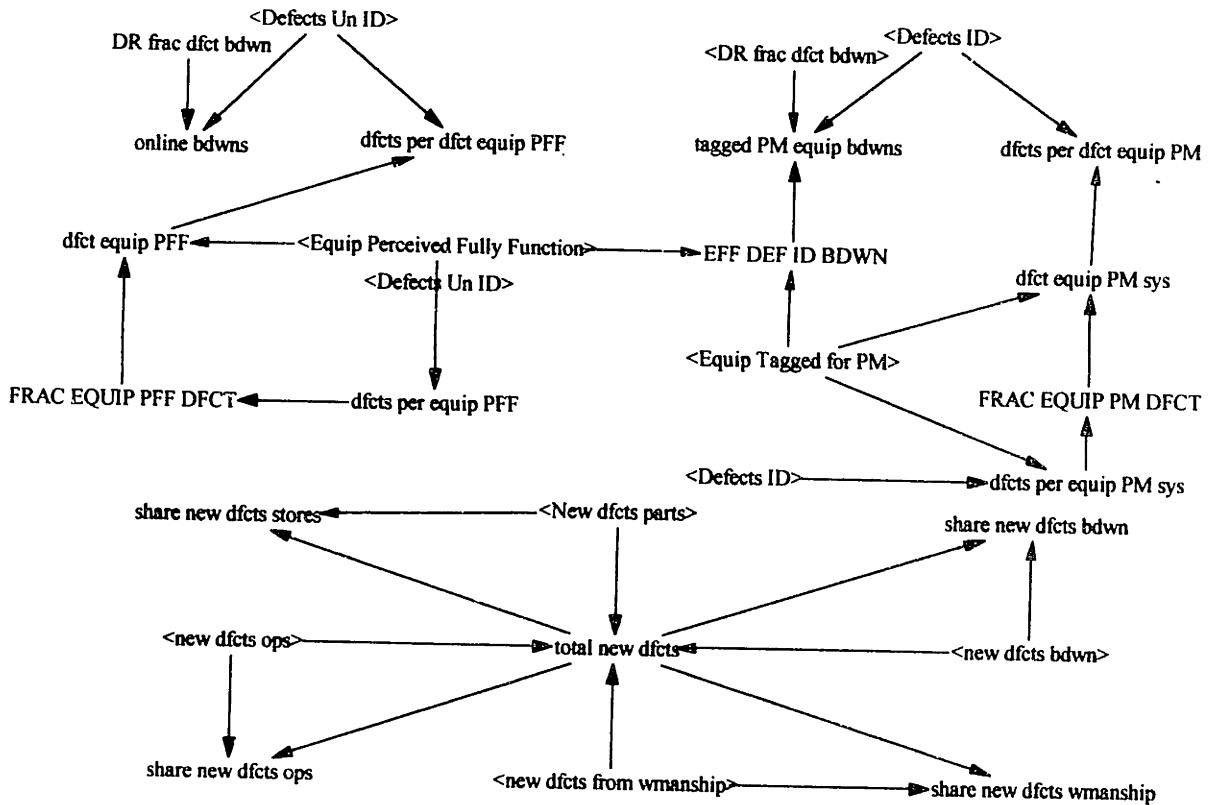 <Defects Un ID>
DR frac dfct bdwn
<Defects ID>
<DR frac dfct bdwn>
online bdwns
dfcts per dfct equip PFF
tagged PM equip bdwns
dfcts per dfct equip PM
dfct equip PFF
<Equip Perceived Fully Function>
EFF DEF ID BDWN
<Defects Un ID>
dfct equip PM sys
<Equip Tagged for PM>
FRAC EQUIP PFF DFCT
dfcts per equip PFF
FRAC EQUIP PM DFCT
<Defects ID>
dfcts per equip PM sys
share new dfcts stores
<New dfcts parts>
share new dfcts bdwn
<new dfcts ops>
total new dfcts
<new dfcts bdwn>
share new dfcts ops
<new dfcts from wmanship>
share new dfcts wmanship